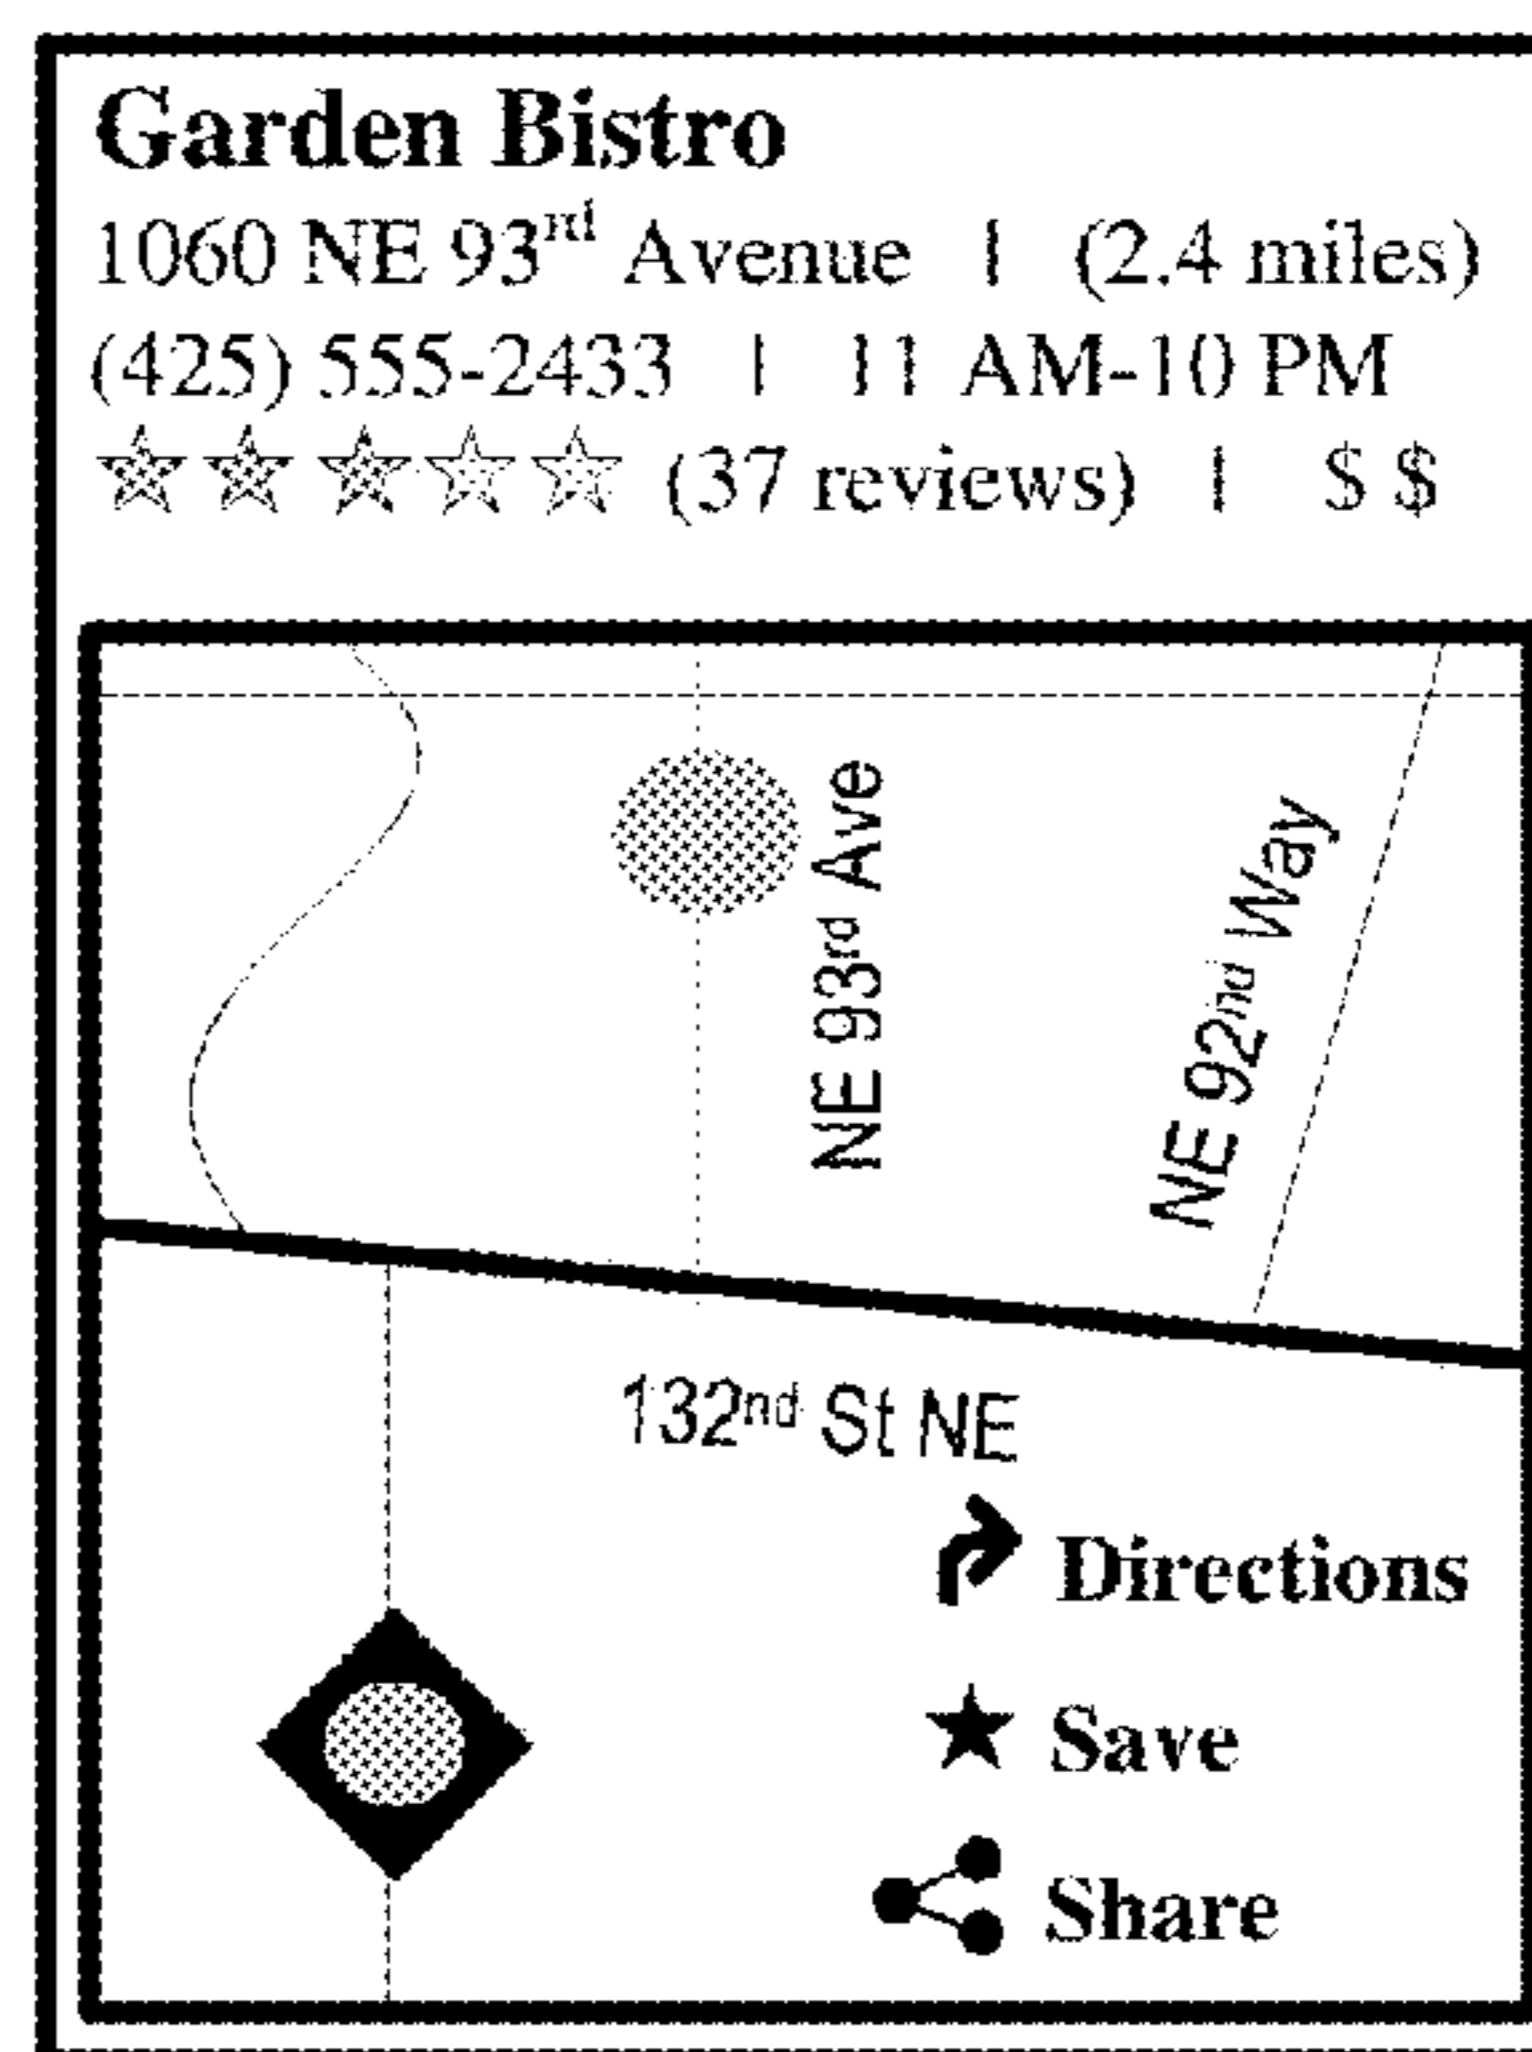 Garden Bistro
1060 NE 93rd Avenue | (2.4 miles)
(425) 555-2433 | 11 AM-10 PM
(37 reviews) | $ $
NE 93rd Ave
NE 92nd Way
132nd St NE
Directions
Save
Share